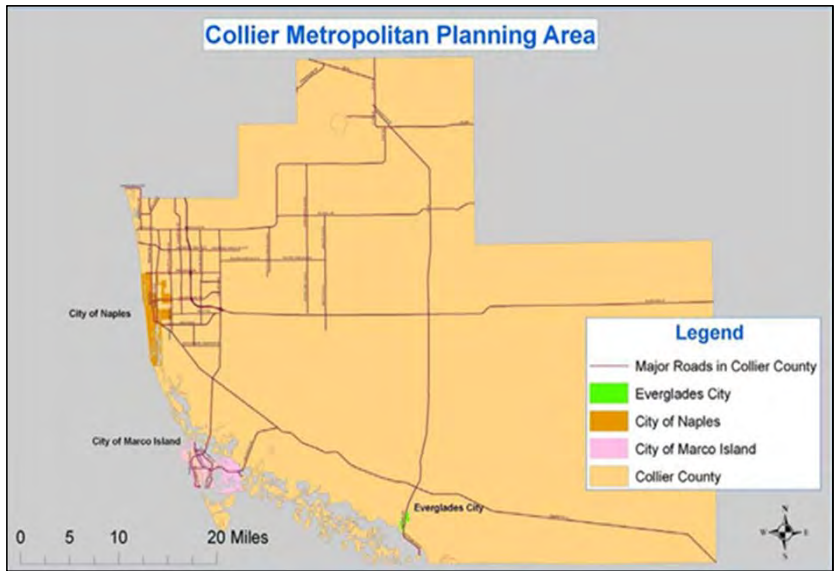 Collier Metropolitan Planning Area
City of Naples
Legend
Major Roads in Collier County
Everglades City
City of Naples
City of Marco Island
Collier County
City of Marco Island
Everglades City
0 5 10 20 Miles
N
W E
S